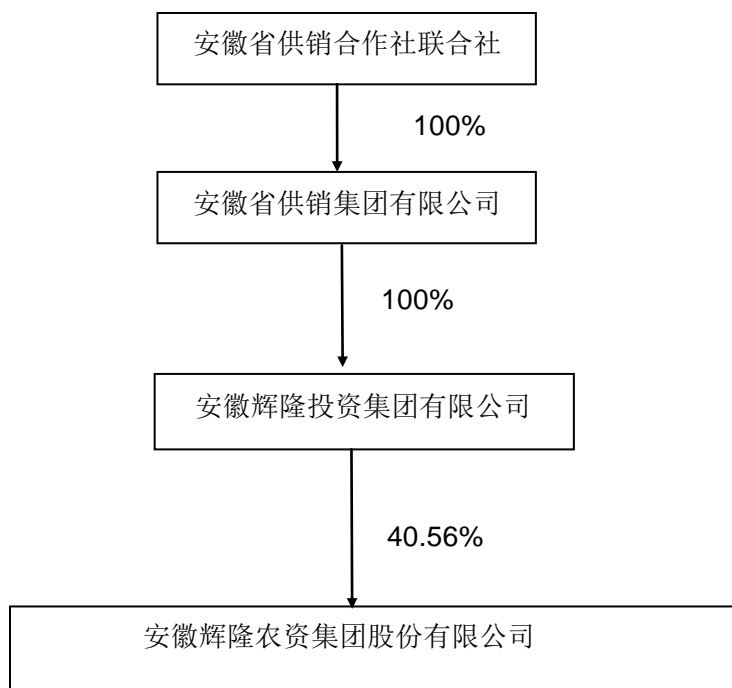 安徽省供销合作社联合社
100%
安徽省供销集团有限公司
100%
安徽辉隆投资集团有限公司
40.56%
安徽辉隆农资集团股份有限公司